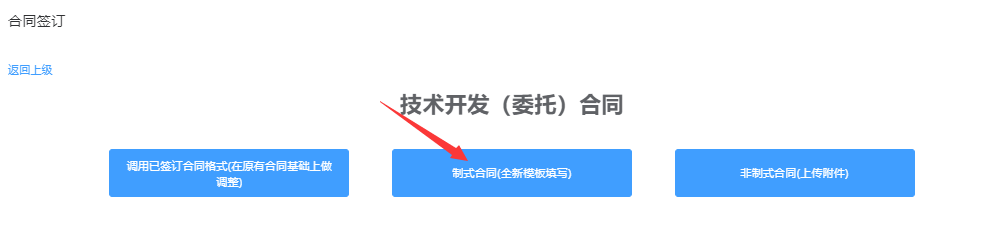 合同签订
返回上级
技术开发（委托）合同
调用已签订合同格式(在原有合同基础上做
调整)
制式合同(全新模板填写)
非制式合同(上传附件)